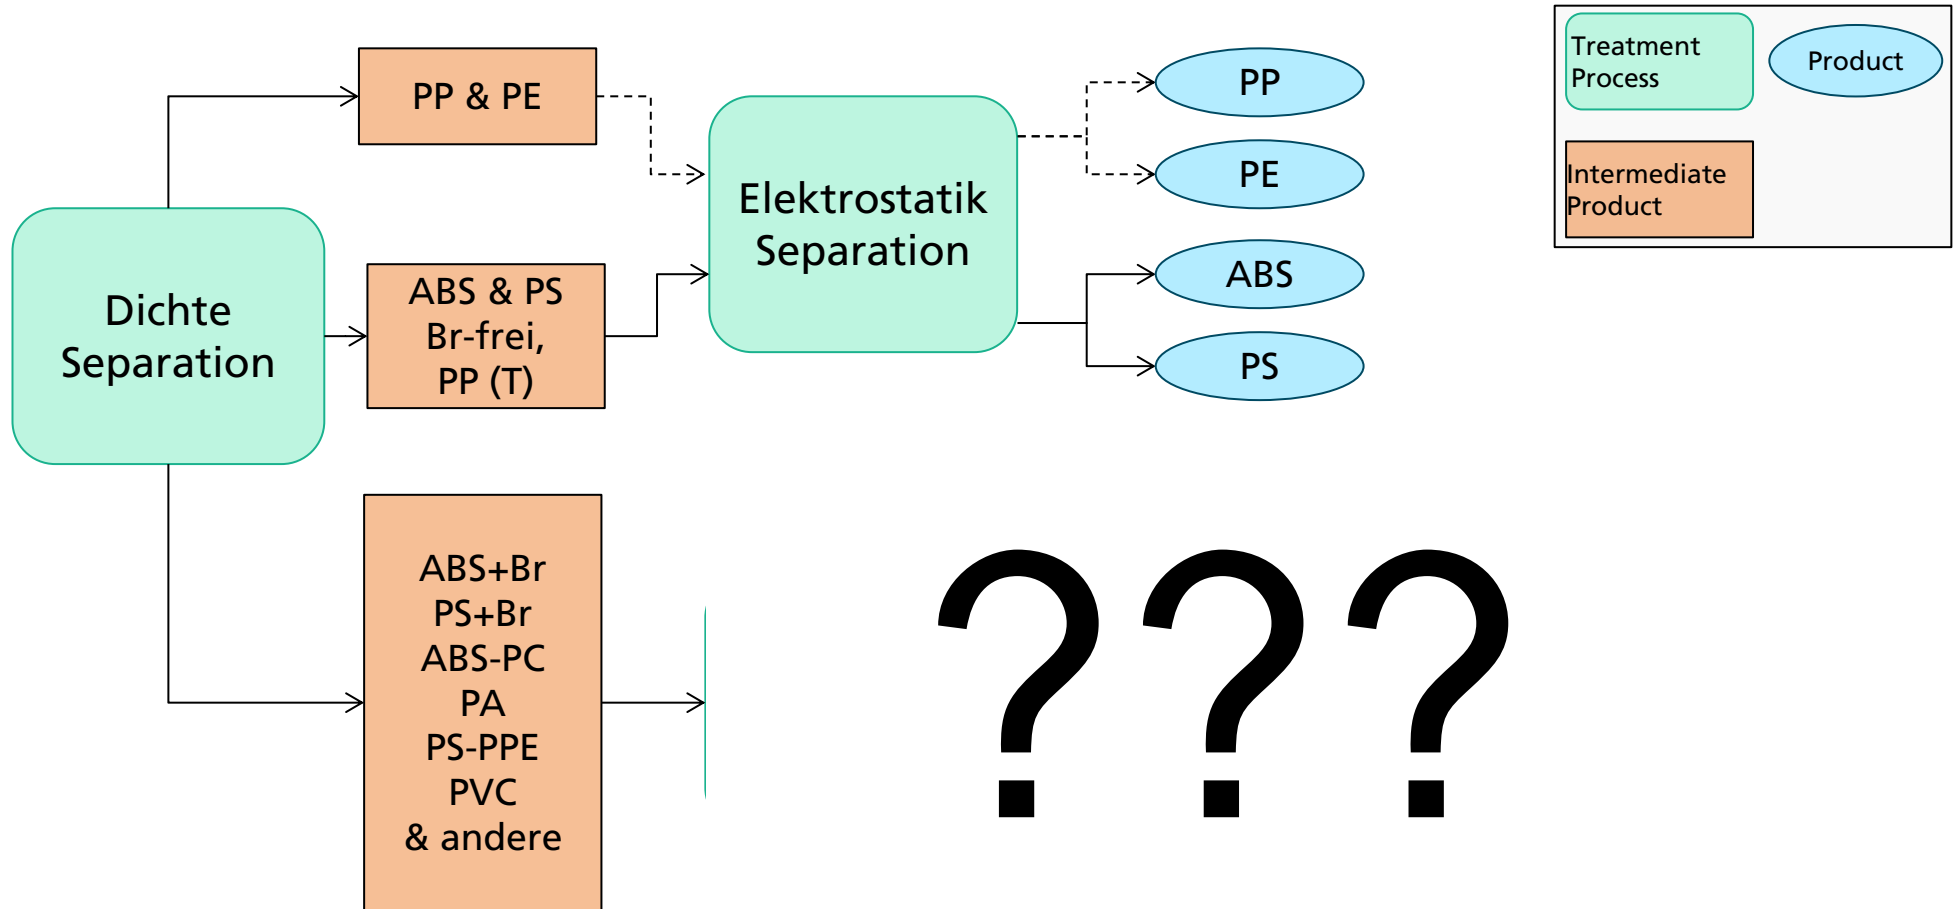 PP & PE
Dichte
Separation
ABS & PS
Br-frei,
PP (T)
ABS+Br
PS+Br
ABS-PC
PA
PS-PPE
PVC
& andere
Elektrostatik
Separation
PP
PE
ABS
PS
???
Treatment
Process
Product
Intermediate
Product